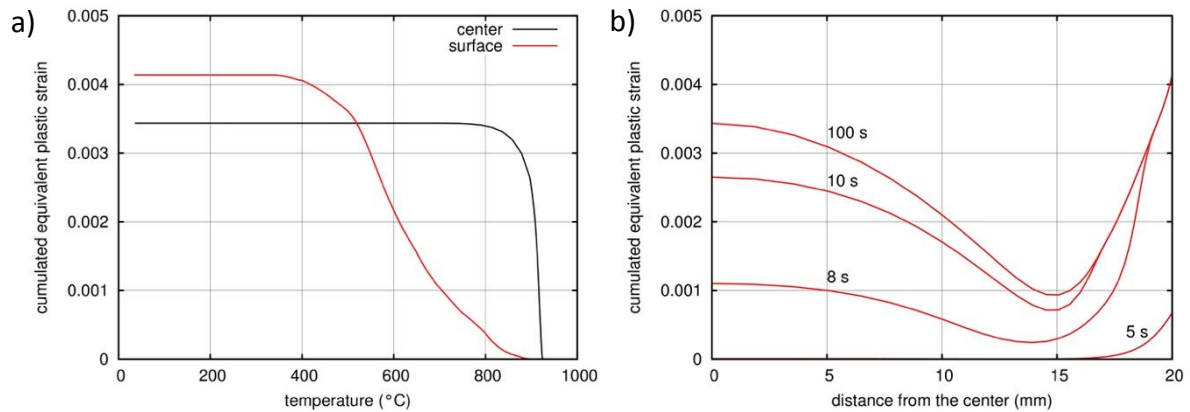 a)
0.005
0.004
0.003
0.002
0.001
0
0
200
400
600
800
1000
cumulated equivalent plastic strain
temperature (°C)
center
surface
b)
0.005
0.004
0.003
0.002
0.001
0
0
5
10
15
20
cumulated equivalent plastic strain
distance from the center (mm)
100 s
10 s
8 s
5 s